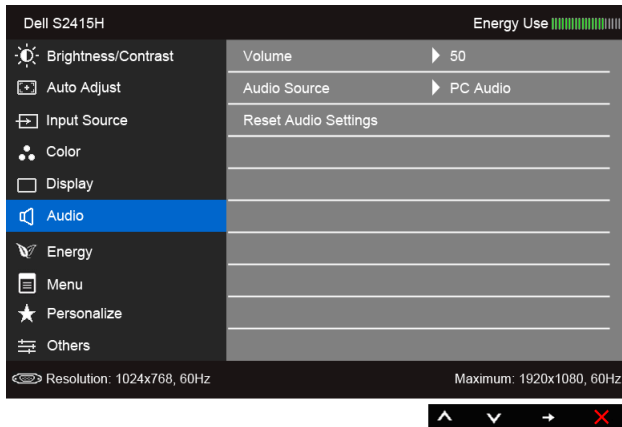 Dell S2415H Energy Use
Brightness/Contrast Volume 50
Auto Adjust Audio Source PC Audio
Input Source Reset Audio Settings
Color
Display
Audio
Energy
Menu
Personalize
Others
Resolution: 1024x768, 60Hz Maximum: 1920x1080, 60Hz